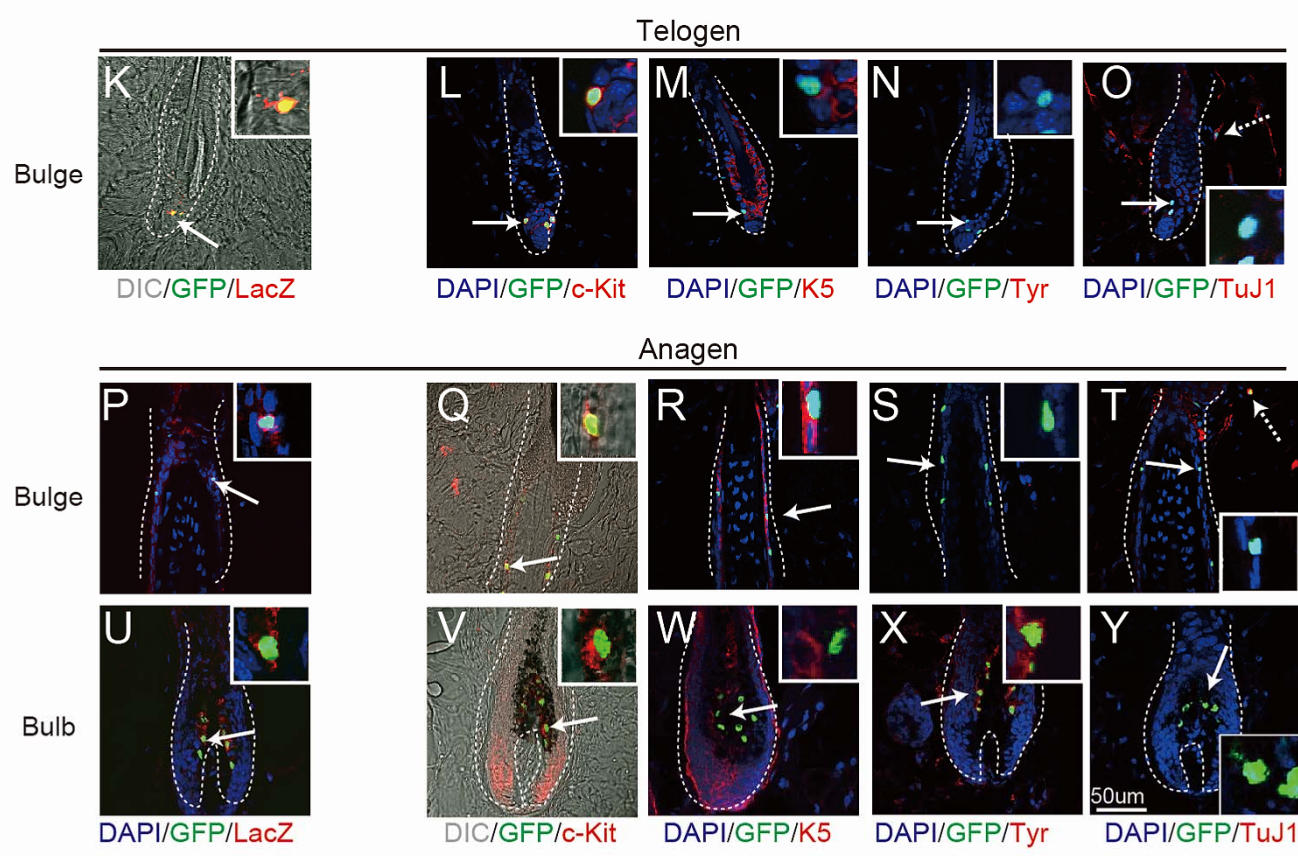 Telogen
K L M N O
Bulge
DIC/GFP/LacZ DAPI/GFP/c-Kit DAPI/GFP/K5 DAPI/GFP/Tyr DAPI/GFP/TuJ1
Anagen
P Q R S T
Bulge
U V W X Y
Bulb
50um
DAPI/GFP/LacZ DIC/GFP/c-Kit DAPI/GFP/K5 DAPI/GFP/Tyr DAPI/GFP/TuJ1